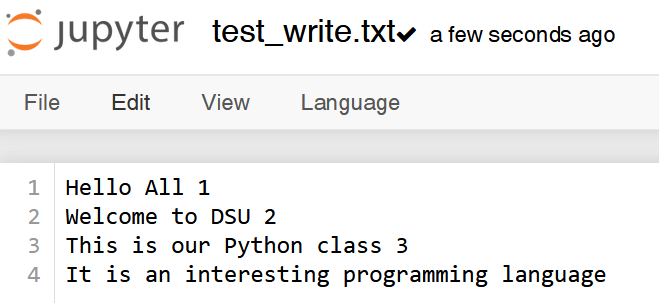 jupyter test_write.txt✔ a few seconds ago
File Edit View Language
1 Hello All 1
2 Welcome to DSU 2
3 This is our Python class 3
4 It is an interesting programming language